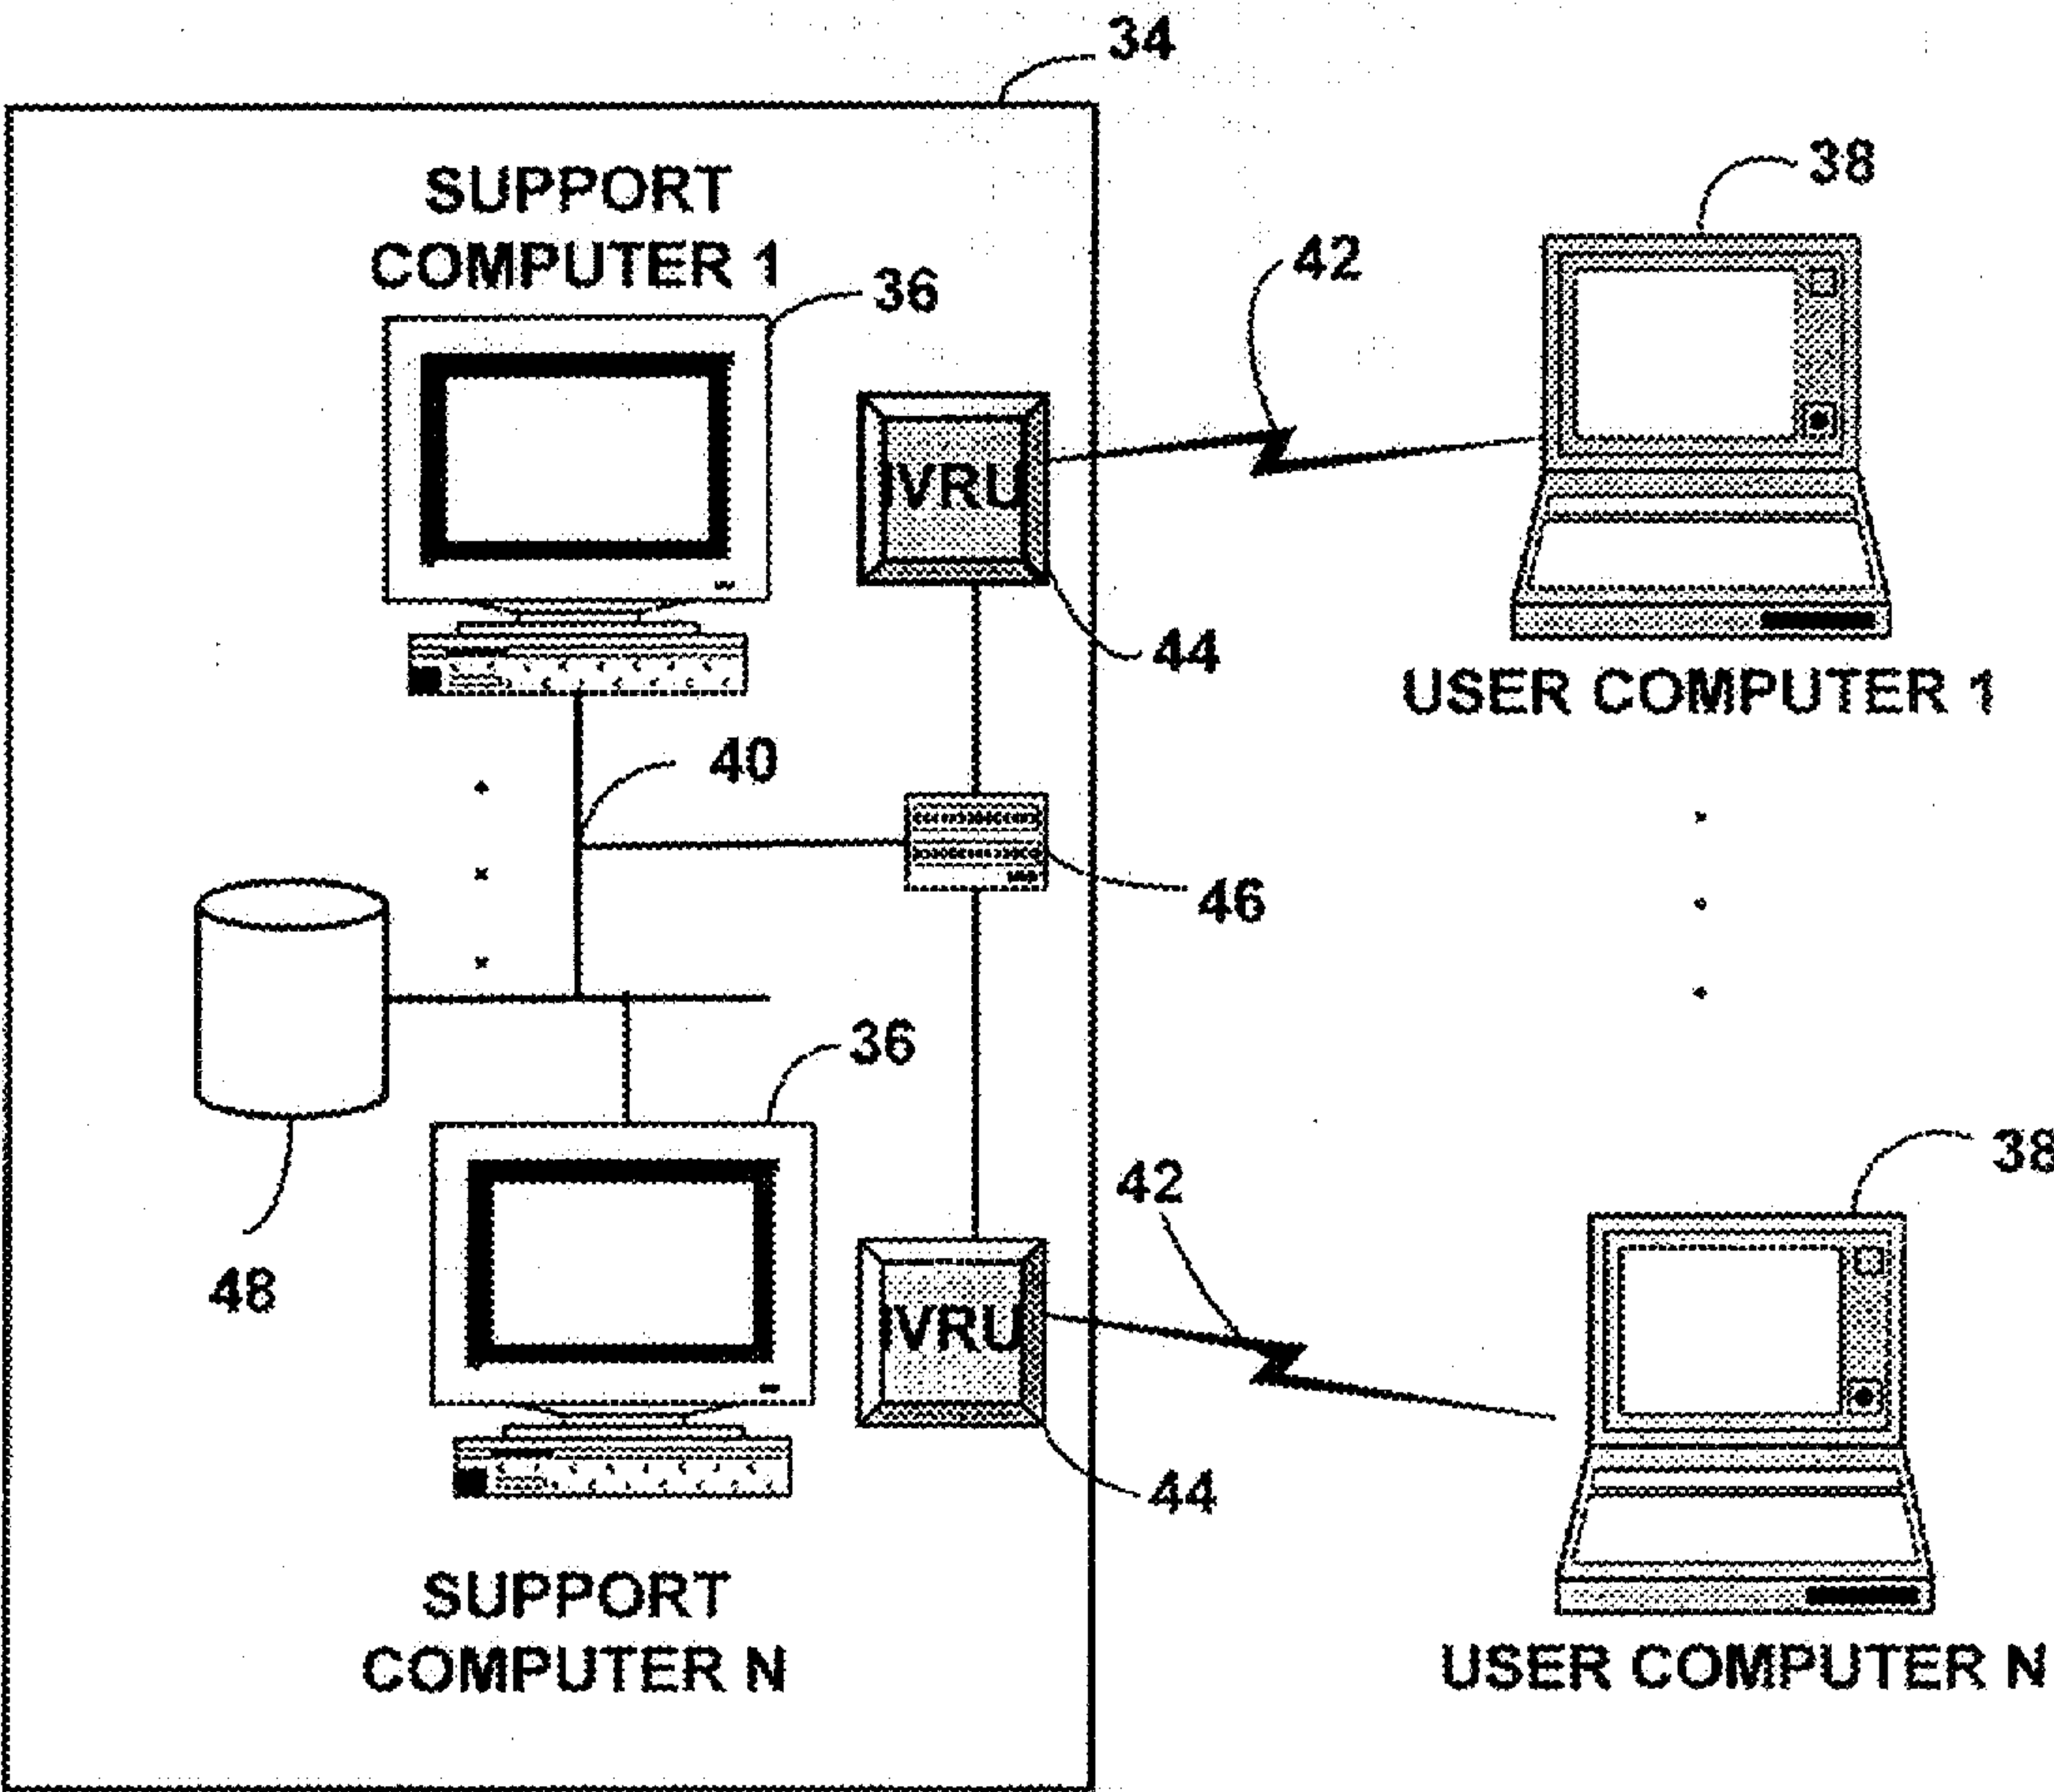 34
SUPPORT
COMPUTER 1
36
38
42
IVRU
44
USER COMPUTER 1
40
46
36
48
42
38
IVRU
44
SUPPORT
COMPUTER N
USER COMPUTER N